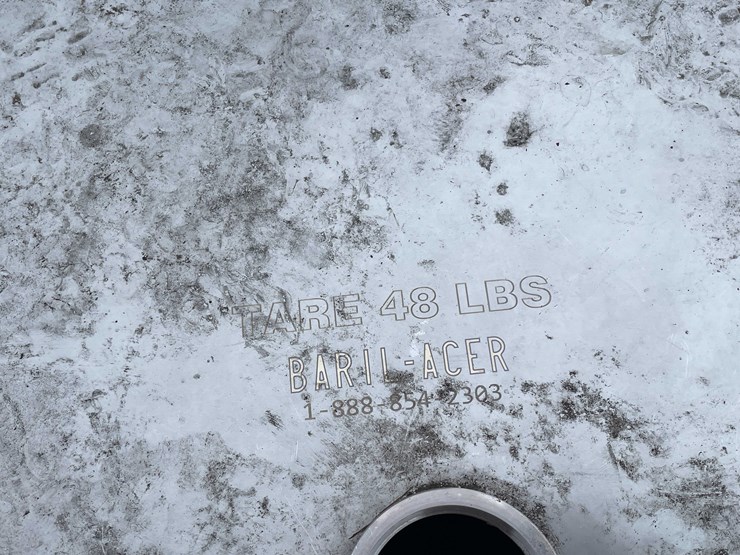 TARE 48 LBS
BARIL-ACER
1-888-854-2303